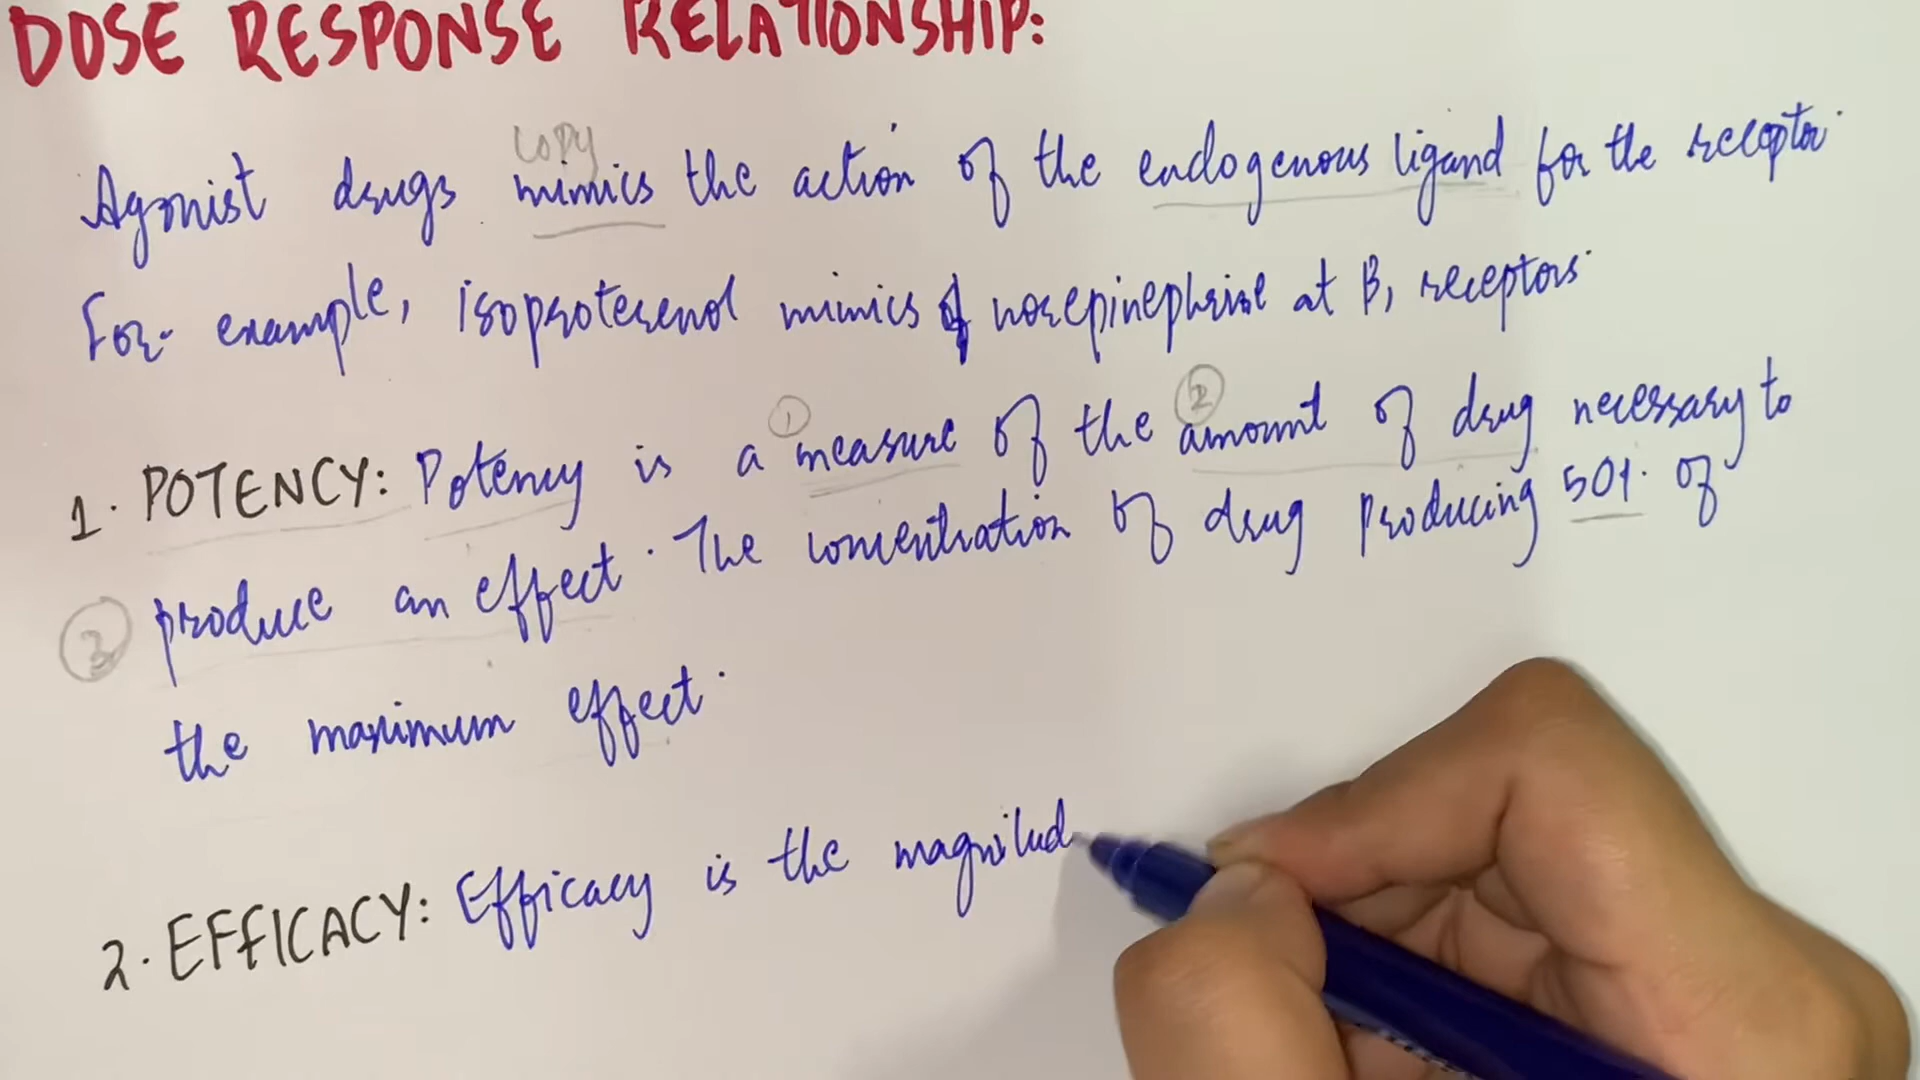 DOSE RESPONSE RELATIONSHIP:
copy
Agonist drugs mimics the action of the endogenous ligand for the receptor.
For example, isoproterenol mimics norepinephrine at β1 receptors.
1 2
1. POTENCY: Potency is a measure of the amount of drug necessary to
3 produce an effect. The concentration of drug producing 50% of
the maximum effect.
2. EFFICACY: Efficacy is the magnitud